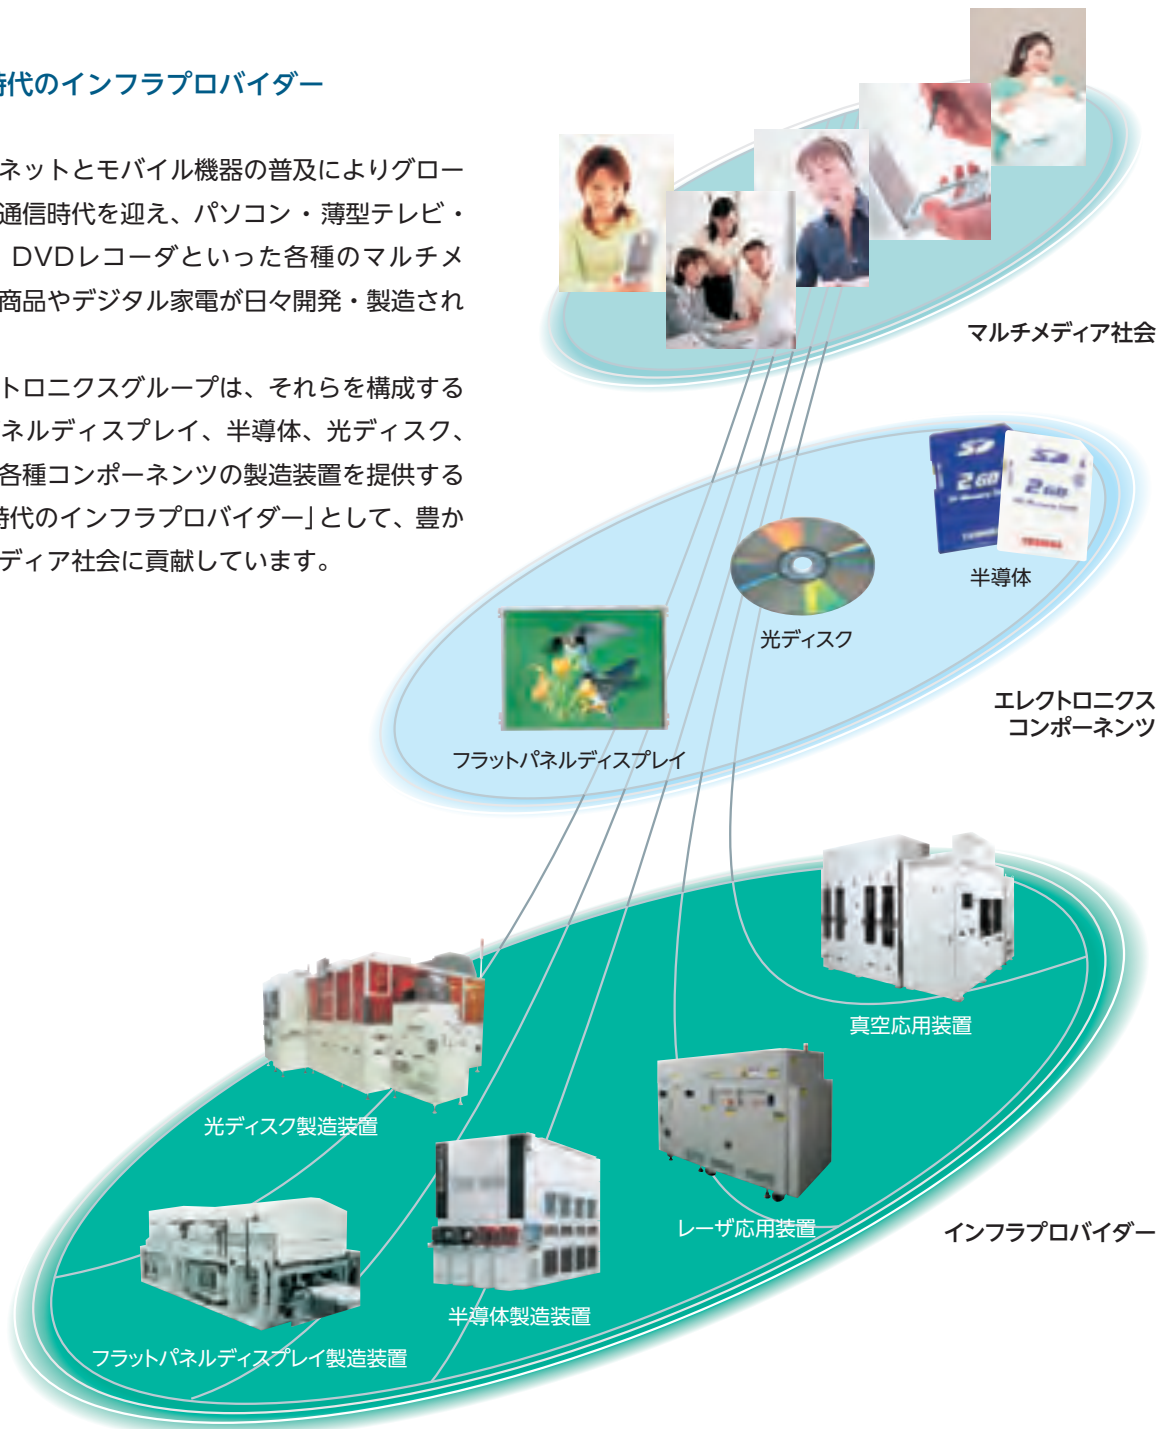 時代のインフラプロバイダー
ネットとモバイル機器の普及によりグロー
通信時代を迎え、パソコン・薄型テレビ・
DVDレコーダといった各種のマルチメ
商品やデジタル家電が日々開発・製造され
トロニクスグループは、それらを構成する
ネルディスプレイ、半導体、光ディスク、
各種コンポーネンツの製造装置を提供する
時代のインフラプロバイダー」として、豊か
ディア社会に貢献しています。
マルチメディア社会
SD
2GB
SD
2GB
TOSHIBA
半導体
光ディスク
エレクトロニクス
コンポーネンツ
フラットパネルディスプレイ
真空応用装置
光ディスク製造装置
レーザ応用装置
インフラプロバイダー
半導体製造装置
フラットパネルディスプレイ製造装置